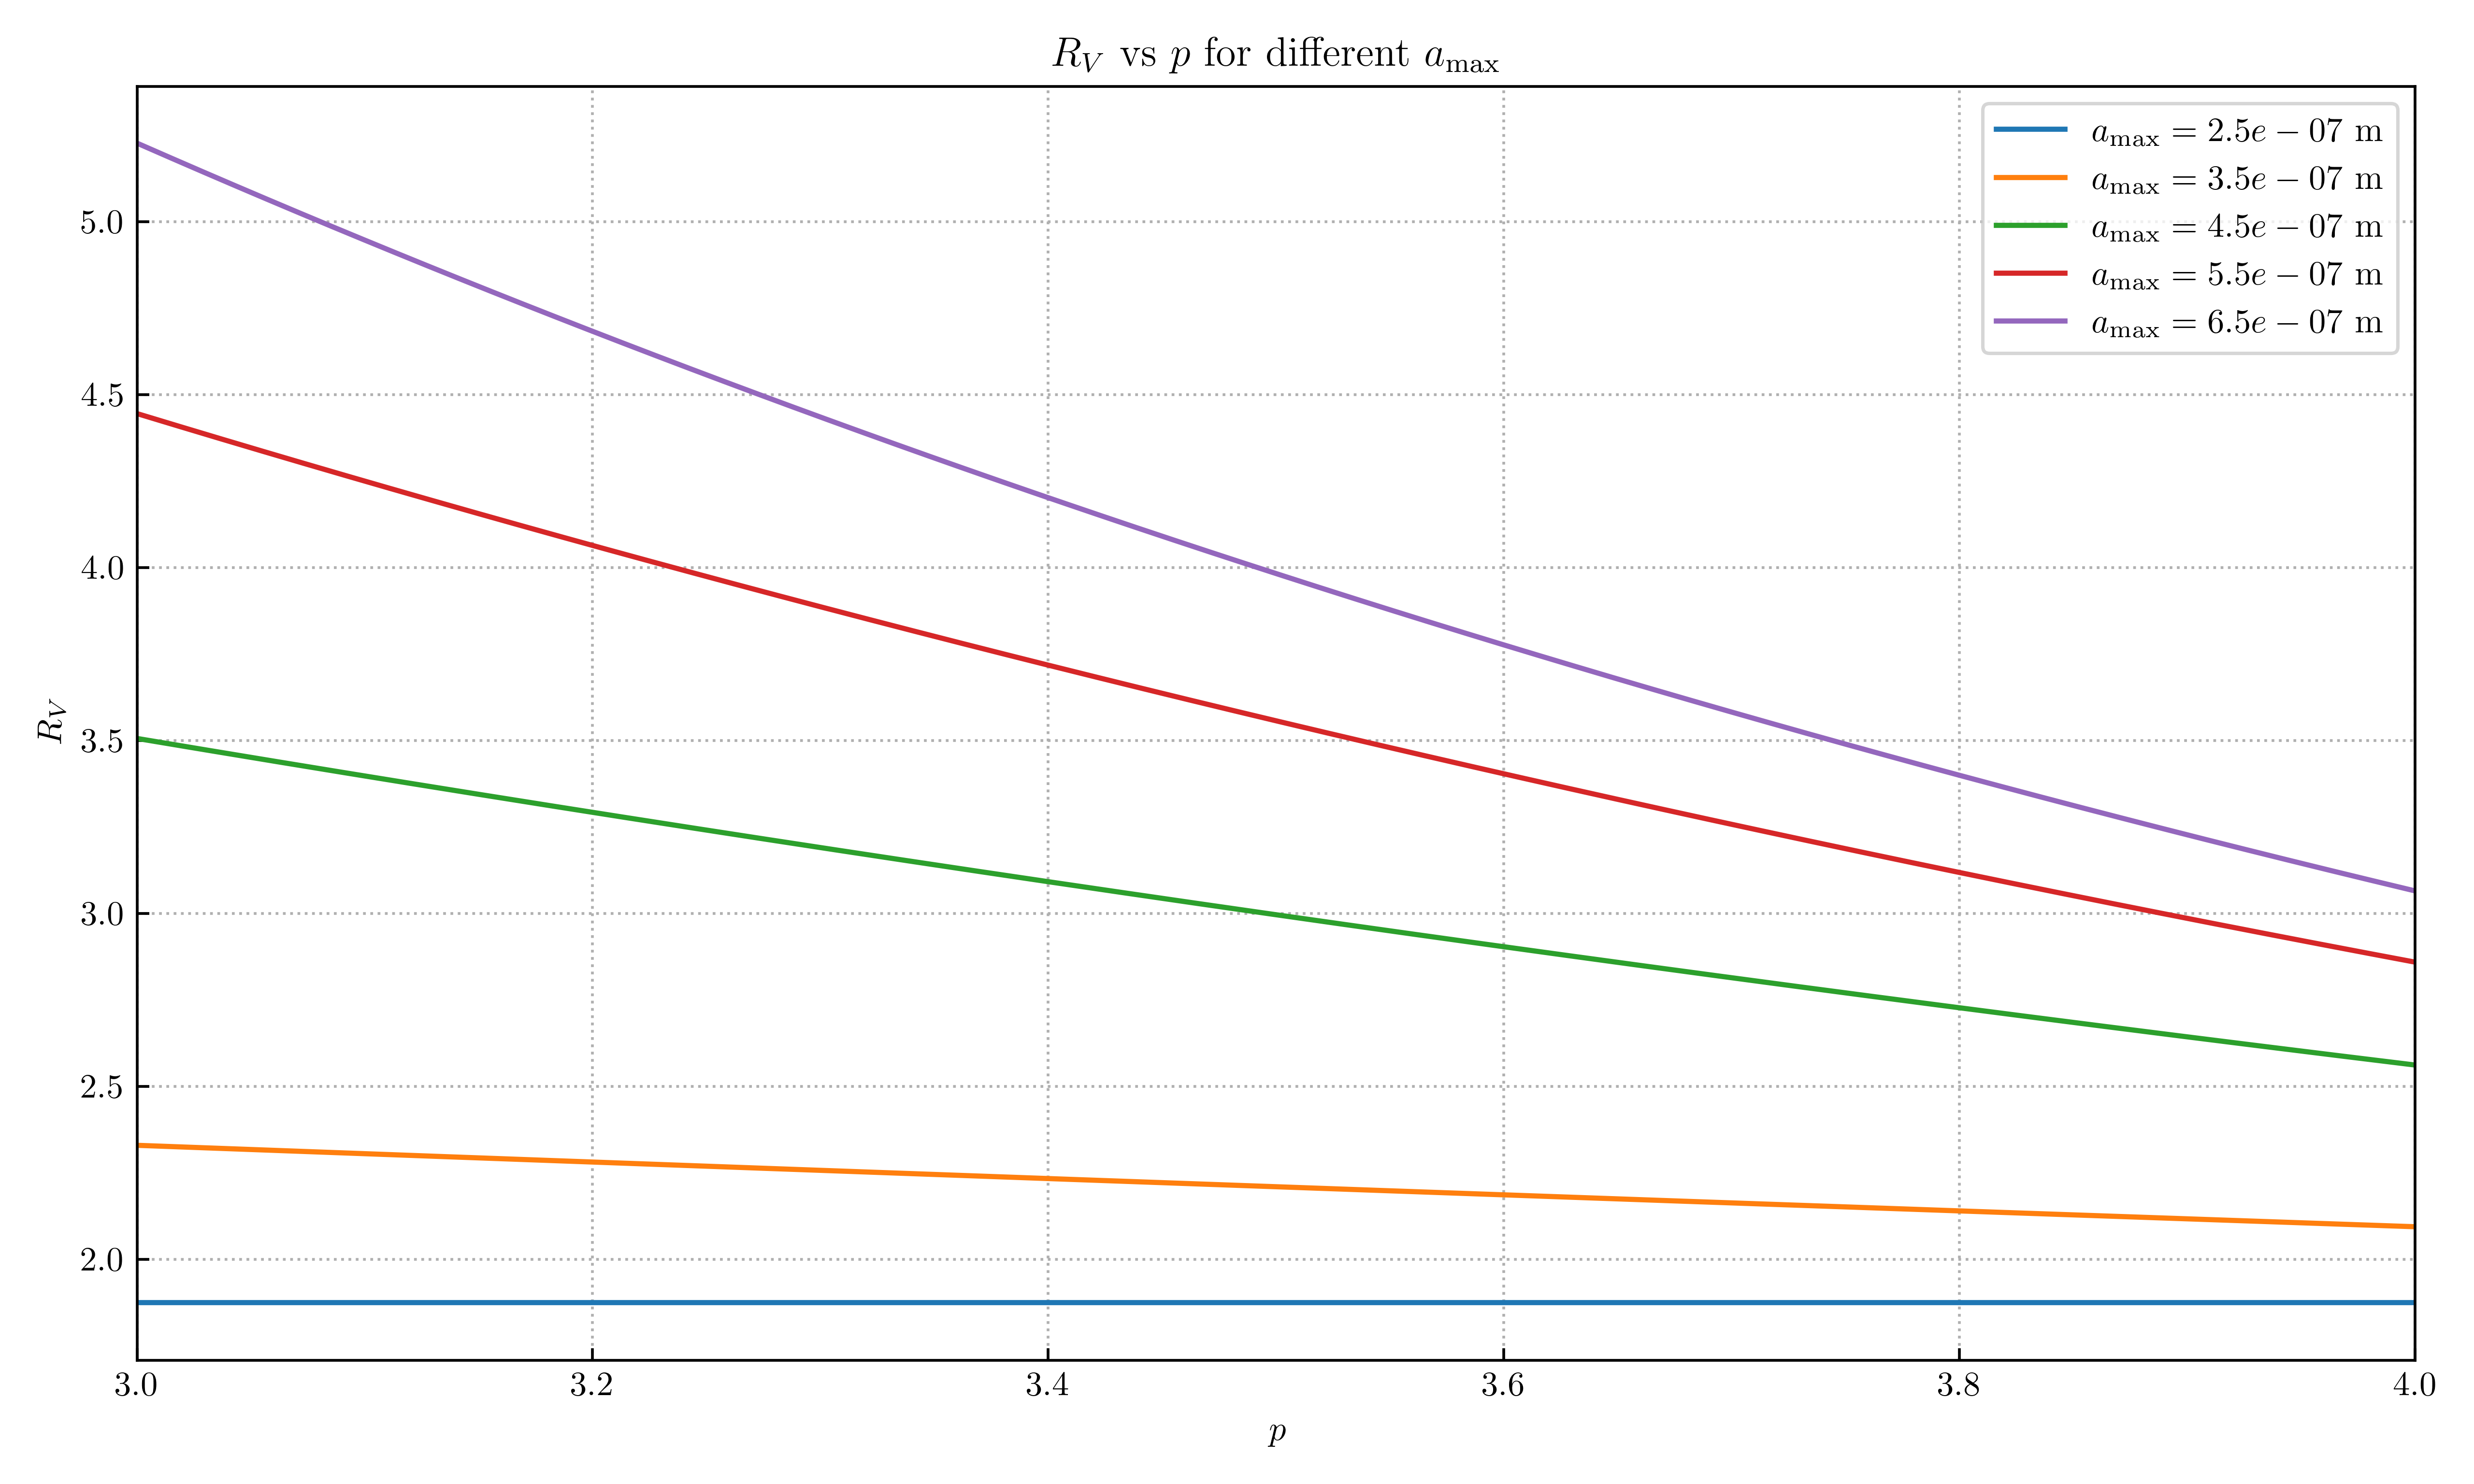 R_V vs p for different a_max
a_max = 2.5e − 07 m
a_max = 3.5e − 07 m
a_max = 4.5e − 07 m
a_max = 5.5e − 07 m
a_max = 6.5e − 07 m
5.0
4.5
4.0
3.5
3.0
2.5
2.0
R_V
3.0 3.2 3.4 3.6 3.8 4.0
p